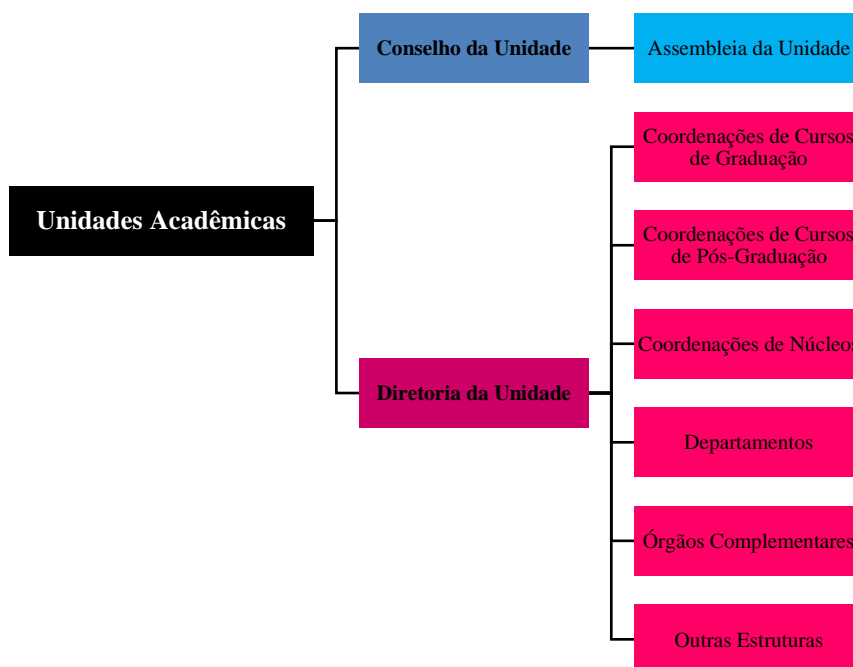 Unidades Acadêmicas
Conselho da Unidade
Assembleia da Unidade
Diretoria da Unidade
Coordenações de Cursos
de Graduação
Coordenações de Cursos
de Pós-Graduação
Coordenações de Núcleos
Departamentos
Órgãos Complementares
Outras Estruturas